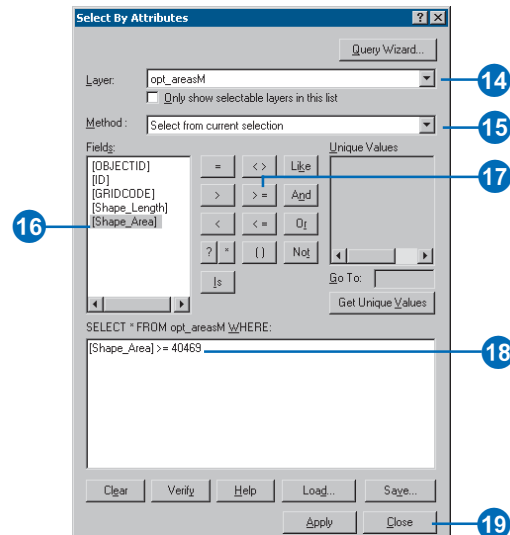 Select By Attributes
Query Wizard...
Layer: opt_areasM
14
Only show selectable layers in this list
Method : Select from current selection
15
Fields:
Unique Values
[OBJECTID]
[ID]
[GRIDCODE]
[Shape_Length]
[Shape_Area]
16
= <> Like
17
> >= And
< <= Or
? * () Not
Is
Go To:
Get Unique Values
SELECT * FROM opt_areasM WHERE:
[Shape_Area] >= 40469
18
Clear Verify Help Load... Save...
Apply Close
19